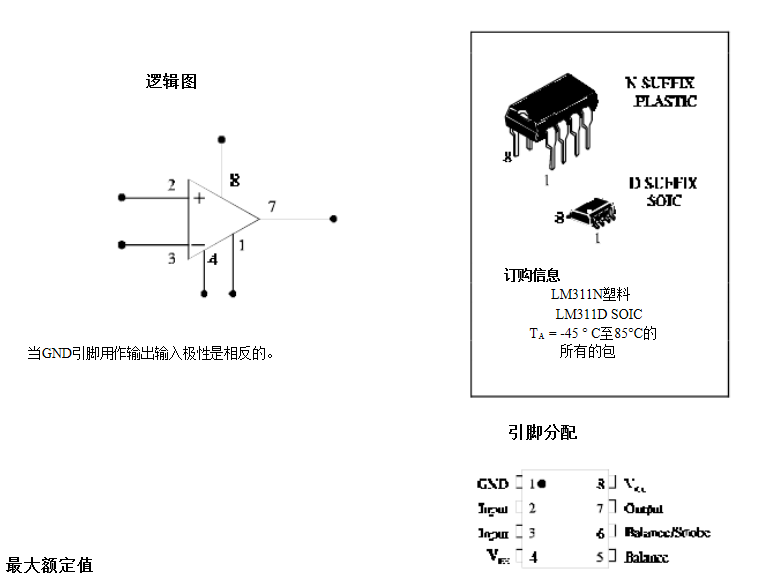 逻辑图
8
2
+
7
3
4
1
当GND引脚用作输出输入极性是相反的。
N SUFFIX
PLASTIC
8
1
D SUFFIX
SOIC
8
1
订购信息
LM311N塑料
LM311D SOIC
TA = -45 ° C至85°C的
所有的包
引脚分配
GND 1 8 VCC
Input 2 7 Output
Input 3 6 Balance/Strobe
VEE 4 5 Balance
最大额定值